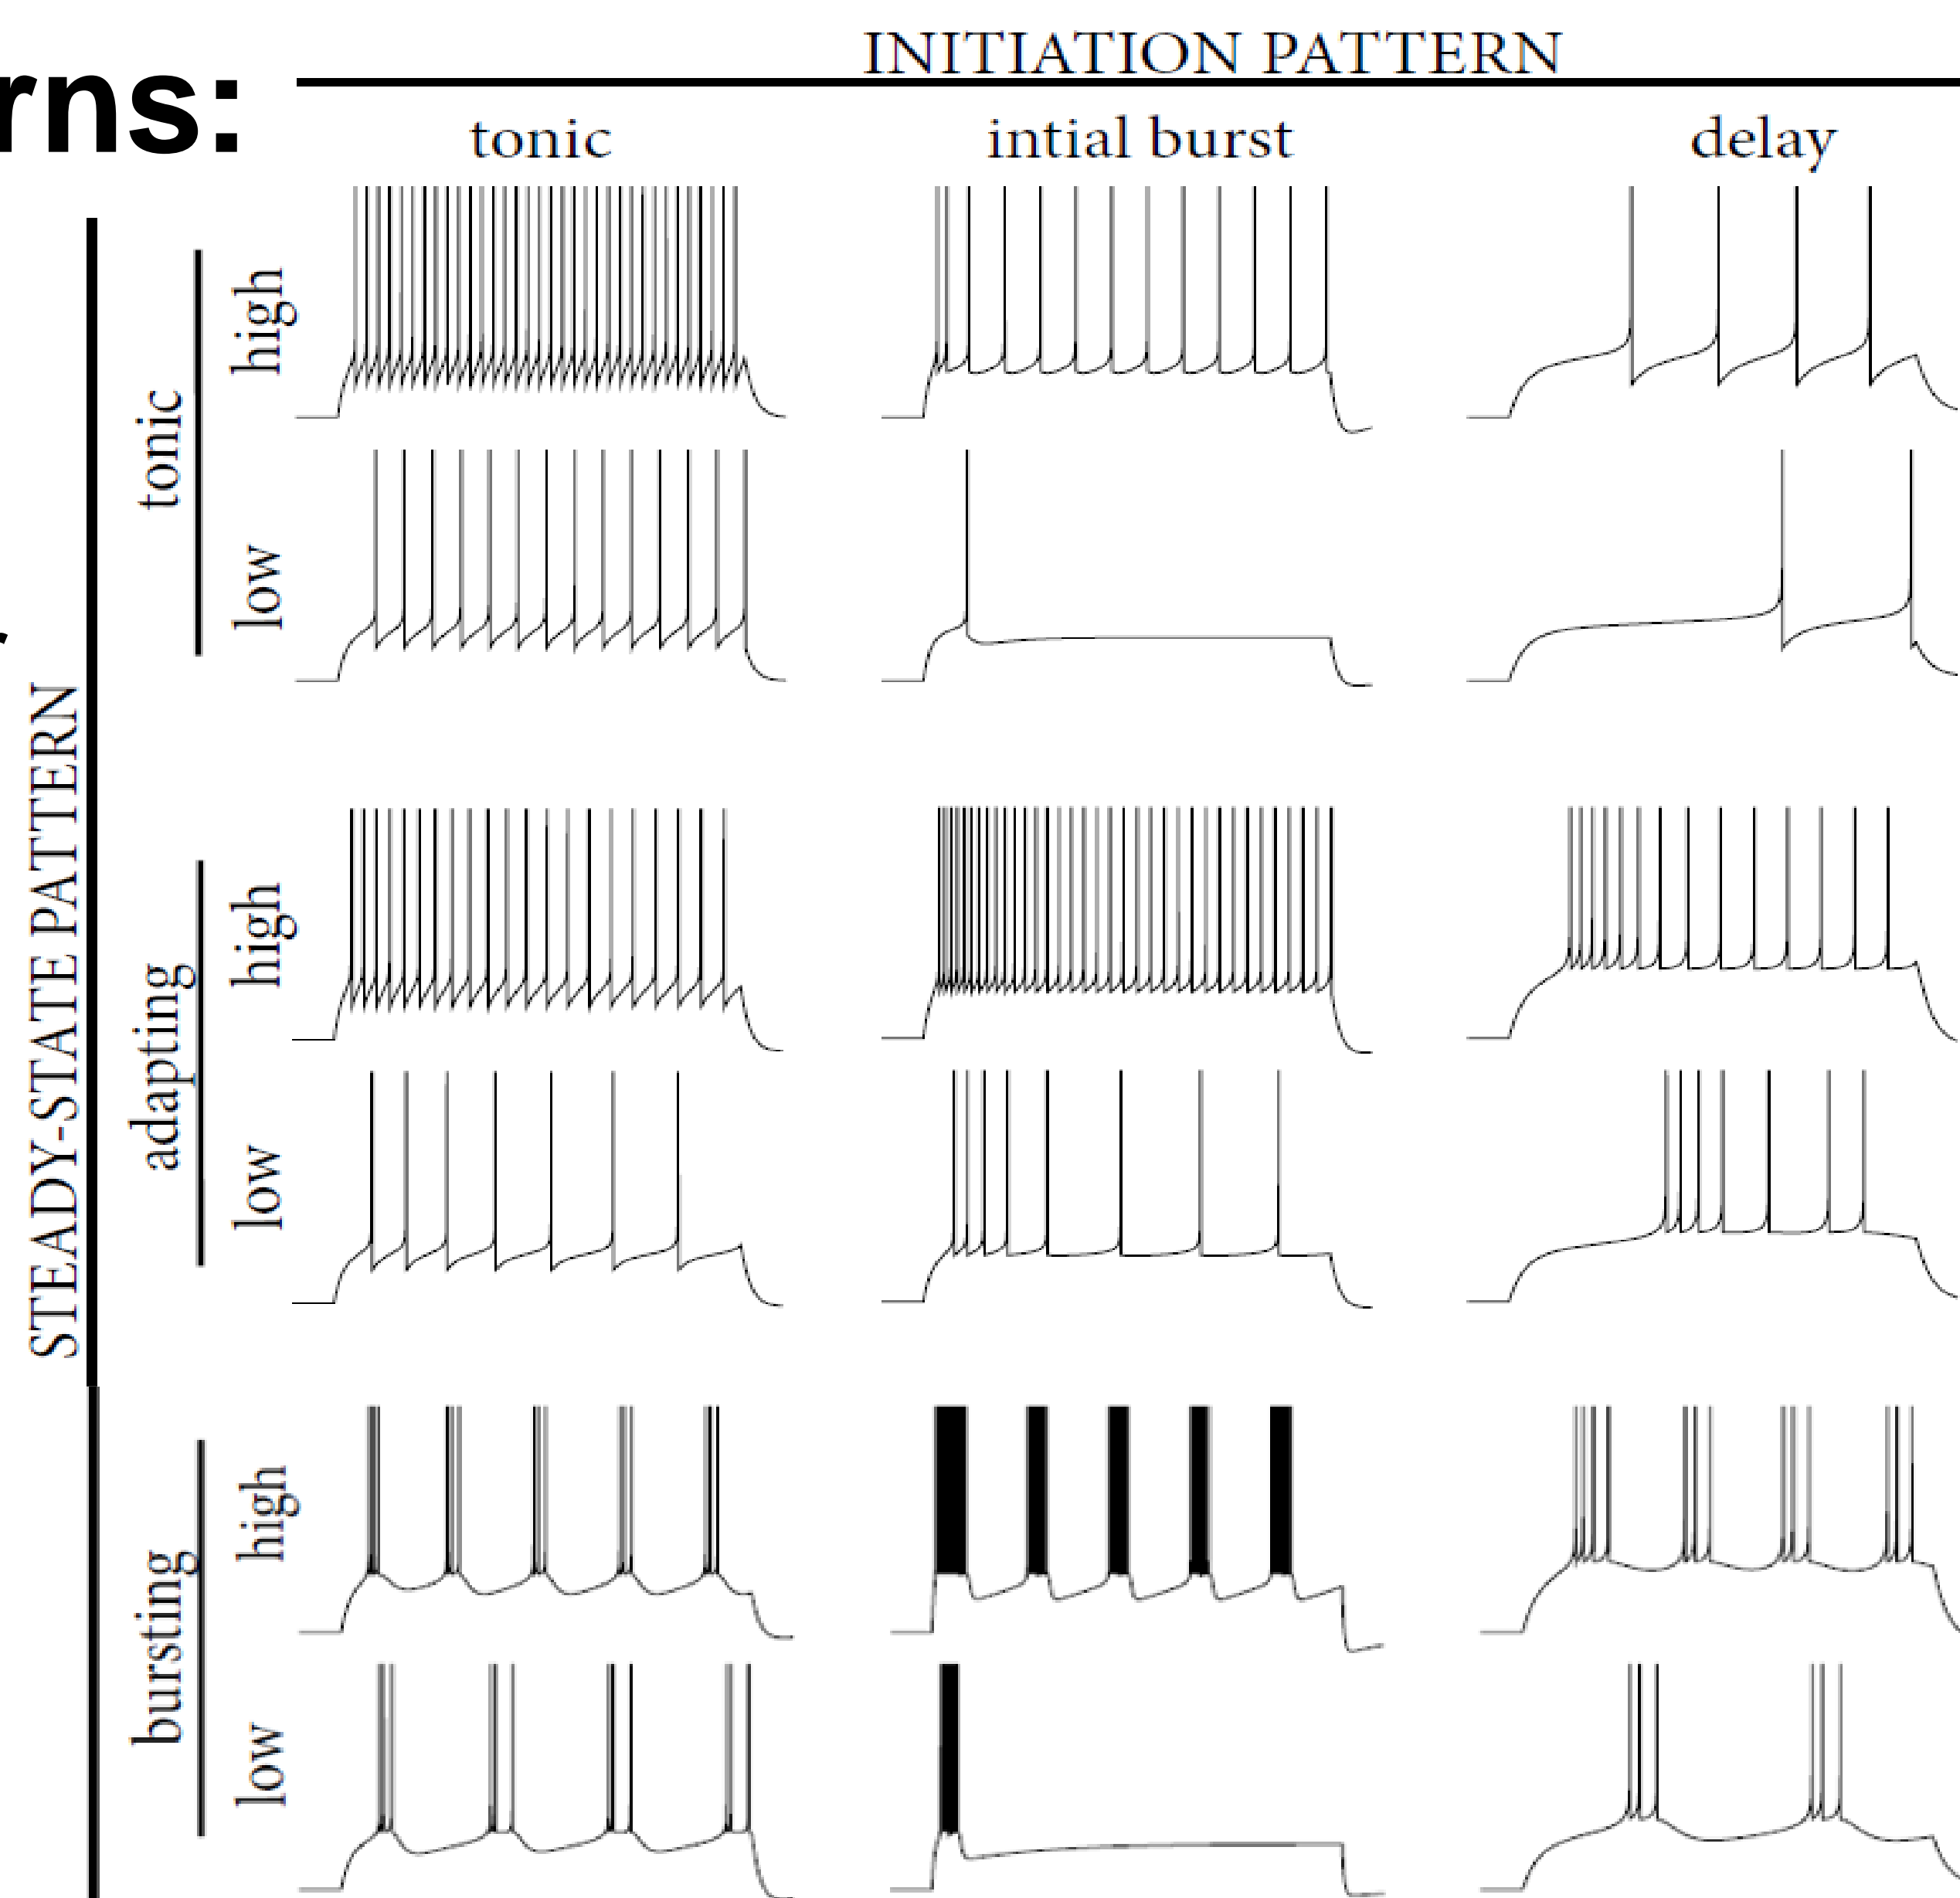 INITIATION PATTERN
rns:
tonic
intial burst
delay
STEADY-STATE PATTERN
tonic
high
low
adapting
high
low
bursting
high
low